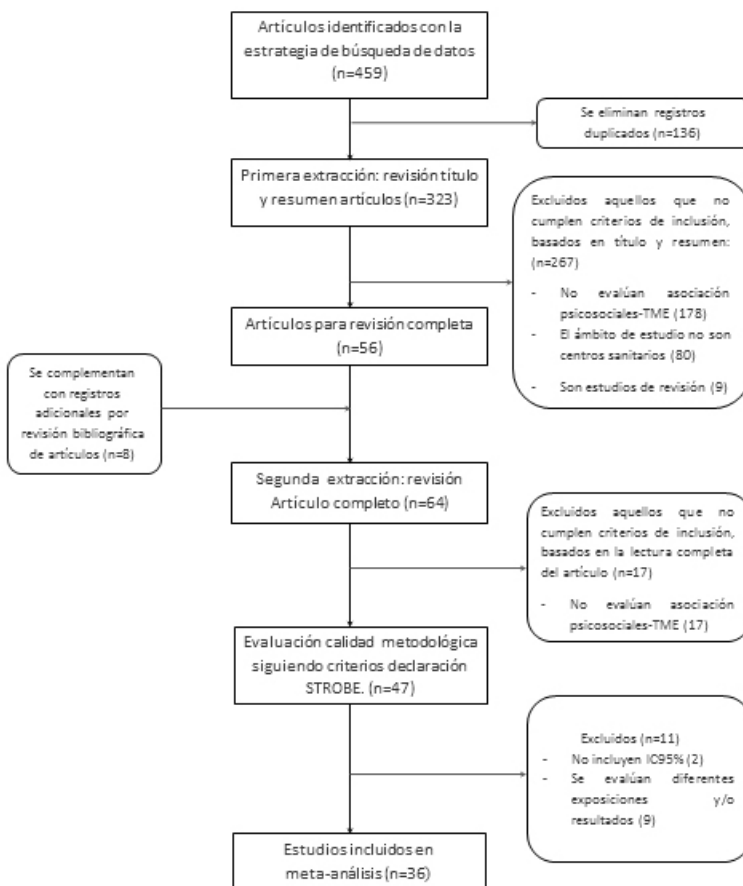 Artículos identificados con la
estrategia de búsqueda de datos
(n=459)
Se eliminan registros
duplicados (n=136)
Primera extracción: revisión título
y resumen artículos (n=323)
Excluidos aquellos que no
cumplen criterios de inclusión,
basados en título y resumen:
(n=267)
- No evalúan asociación
psicosociales-TME (178)
- El ámbito de estudio no son
centros sanitarios (80)
- Son estudios de revisión (9)
Artículos para revisión completa
(n=56)
Se complementan
con registros
adicionales por
revisión bibliográfica
de artículos (n=8)
Segunda extracción: revisión
Artículo completo (n=64)
Excluidos aquellos que no
cumplen criterios de inclusión,
basados en la lectura completa
del artículo (n=17)
- No evalúan asociación
psicosociales-TME (17)
Evaluación calidad metodológica
siguiendo criterios declaración
STROBE. (n=47)
Excluidos (n=11)
- No incluyen IC95% (2)
- Se evalúan diferentes
exposiciones y/o
resultados (9)
Estudios incluidos en
meta-análisis (n=36)